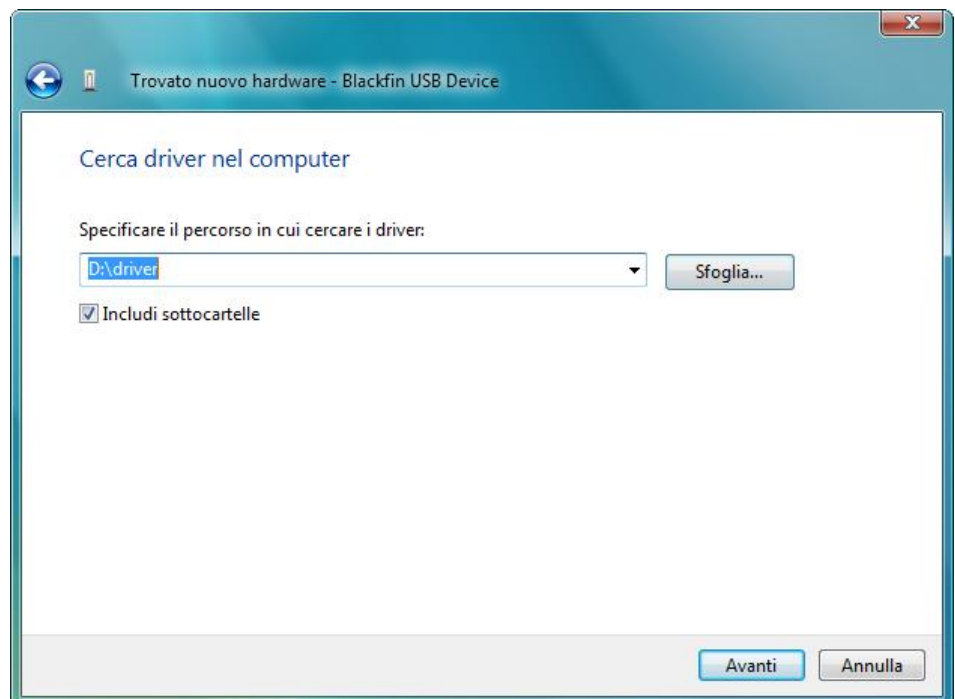 Trovato nuovo hardware - Blackfin USB Device
Cerca driver nel computer
Specificare il percorso in cui cercare i driver:
D:\driver
Sfoglia...
Includi sottocartelle
Avanti
Annulla